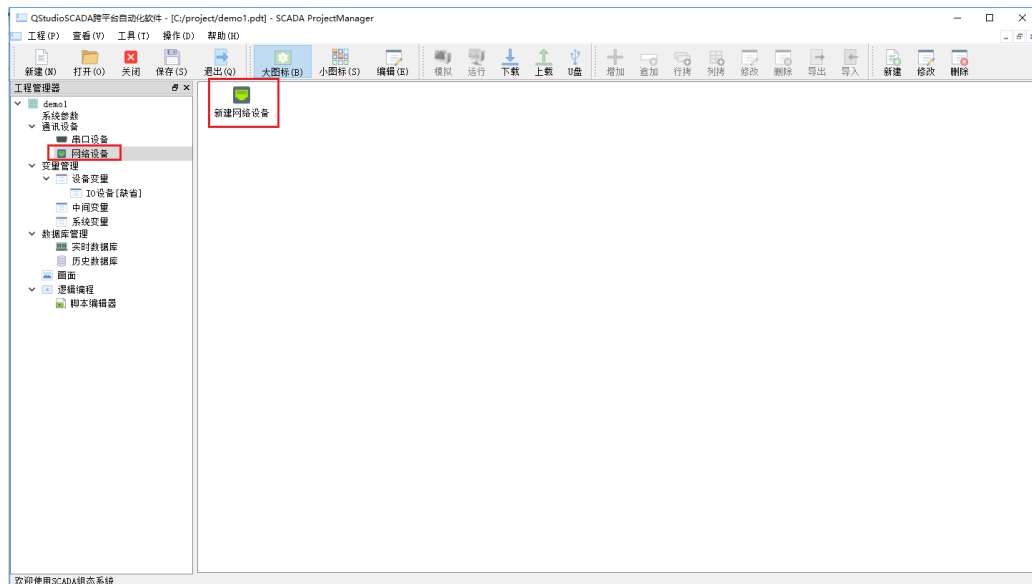 QStudioSCADA跨平台自动化软件 - [C:/project/demo1.pdt] - SCADA ProjectManager
工程(P) 查看(V) 工具(T) 操作(D) 帮助(H)
新建(N) 打开(O) 关闭 保存(S) 退出(Q) 大图标(B) 小图标(S) 编辑(E) 模拟 运行 下载 上载 U盘 增加 追加 行拷 列拷 修改 删除 导出 导入 新建 修改 删除
工程管理器
demo1
系统参数
通讯设备
串口设备
网络设备
变量管理
设备变量
IO设备[缺省]
中间变量
系统变量
数据库管理
实时数据库
历史数据库
画面
逻辑编程
脚本编辑器
新建网络设备
欢迎使用SCADA组态系统